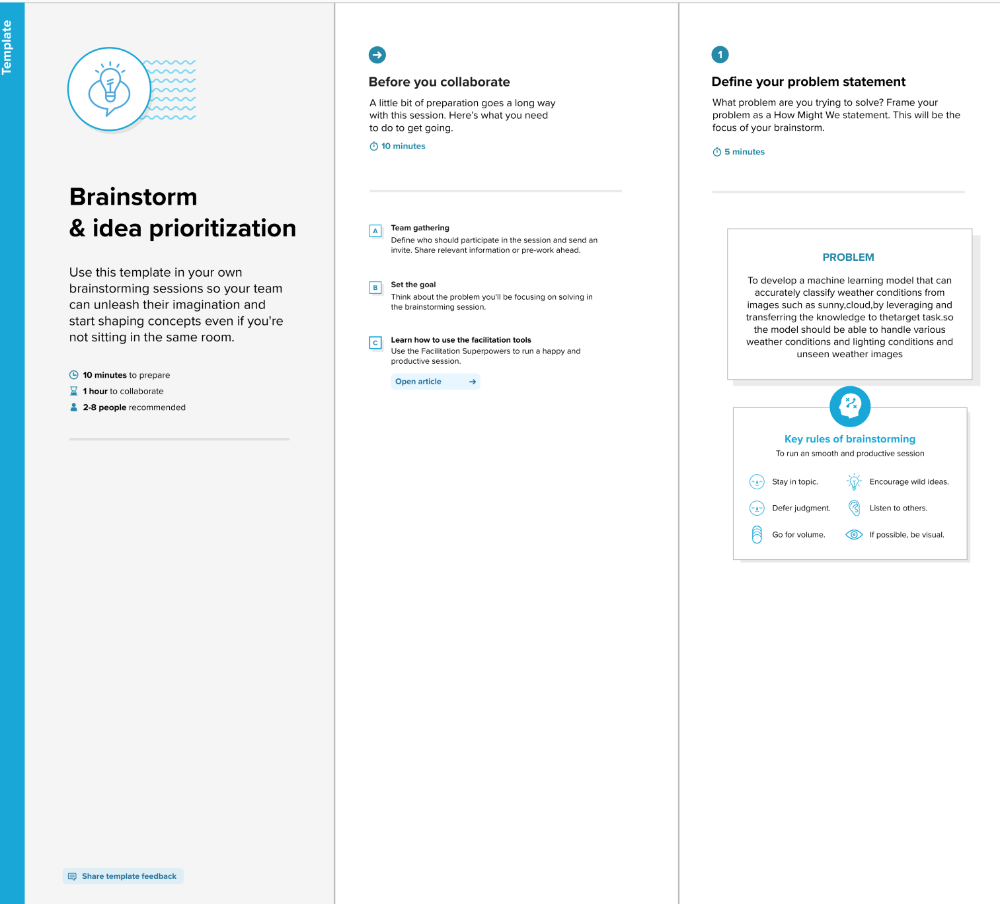 Template
Brainstorm
& idea prioritization
Use this template in your own
brainstorming sessions so your team
can unleash their imagination and
start shaping concepts even if you're
not sitting in the same room.
10 minutes to prepare
1 hour to collaborate
2-8 people recommended
Share template feedback
Before you collaborate
A little bit of preparation goes a long way
with this session. Here’s what you need
to do to get going.
10 minutes
A
Team gathering
Define who should participate in the session and send an
invite. Share relevant information or pre-work ahead.
B
Set the goal
Think about the problem you'll be focusing on solving in
the brainstorming session.
C
Learn how to use the facilitation tools
Use the Facilitation Superpowers to run a happy and
productive session.
Open article
1
Define your problem statement
What problem are you trying to solve? Frame your
problem as a How Might We statement. This will be the
focus of your brainstorm.
5 minutes
PROBLEM
To develop a machine learning model that can
accurately classify weather conditions from
images such as sunny,cloud,by leveraging and
transferring the knowledge to thetarget task.so
the model should be able to handle various
weather conditions and lighting conditions and
unseen weather images
Key rules of brainstorming
To run an smooth and productive session
Stay in topic.
Encourage wild ideas.
Defer judgment.
Listen to others.
Go for volume.
If possible, be visual.